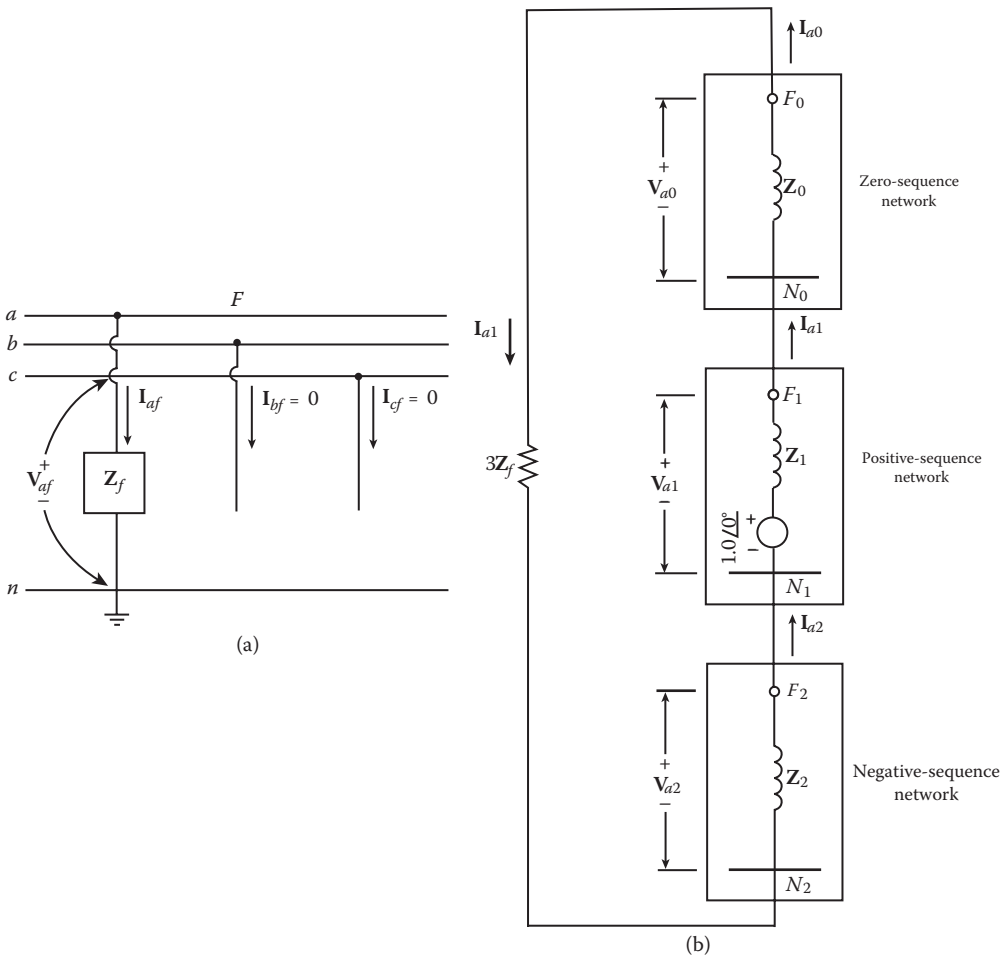 a
b
c
n
F
I_af
I_bf = 0
I_cf = 0
+
V_af
−
Z_f
(a)
I_a1
3Z_f
I_a0
F_0
+
V_a0
−
Z_0
N_0
Zero-sequence
network
I_a1
F_1
+
V_a1
−
Z_1
1.0/0°
+
−
N_1
Positive-sequence
network
I_a2
F_2
+
V_a2
−
Z_2
N_2
Negative-sequence
network
(b)